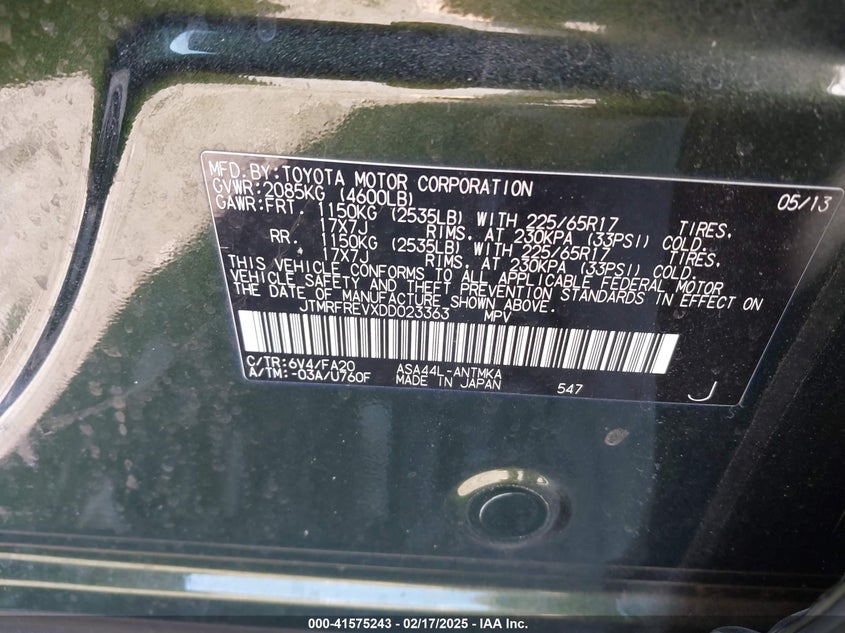 MFD. BY: TOYOTA MOTOR CORPORATION 05/13
GVWR: 2085KG (4600LB)
GAWR: FRT. 1150KG (2535LB) WITH 225/65R17 TIRES.
17X7J RIMS. AT 230KPA (33PSI) COLD.
RR. 1150KG (2535LB) WITH 225/65R17 TIRES.
17X7J RIMS. AT 230KPA (33PSI) COLD.
THIS VEHICLE CONFORMS TO ALL APPLICABLE FEDERAL MOTOR
VEHICLE SAFETY AND THEFT PREVENTION STANDARDS IN EFFECT ON
THE DATE OF MANUFACTURE SHOWN ABOVE.
JTMRFREVXDD023363 MPV
C/TR: 6V4/FA20 ASA44L-ANTMKA
A/TM: -03A/U760F MADE IN JAPAN 547 J
000-41575243 - 02/17/2025 - IAA Inc.